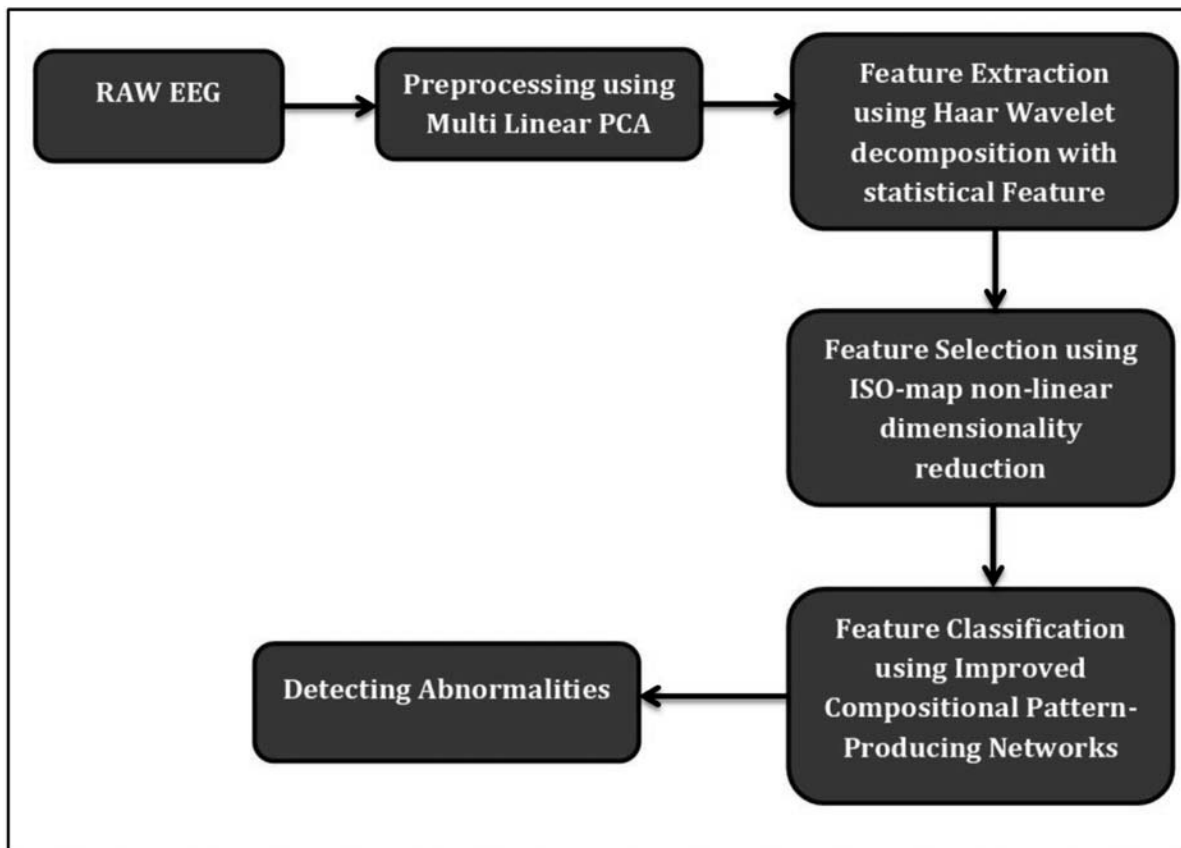 RAW EEG
Preprocessing using
Multi Linear PCA
Feature Extraction
using Haar Wavelet
decomposition with
statistical Feature
Feature Selection using
ISO-map non-linear
dimensionality
reduction
Feature Classification
using Improved
Compositional Pattern-
Producing Networks
Detecting Abnormalities